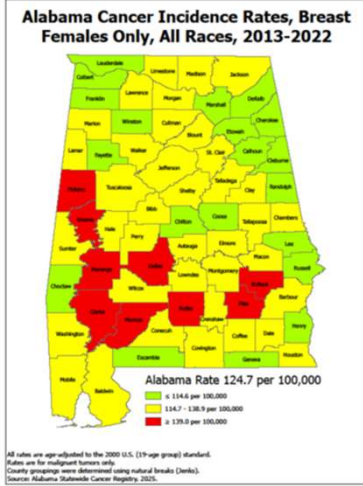 Alabama Cancer Incidence Rates, Breast
Females Only, All Races, 2013-2022
Lauderdale
Limestone Madison Jackson
Colbert
Franklin Lawrence Morgan Marshall DeKalb
Cherokee
Marion Winston Cullman Blount Etowah
Lamar Fayette Walker St. Clair Calhoun
Cleburne
Jefferson
Talladega
Pickens Tuscaloosa Shelby Clay Randolph
Bibb
Greene Hale Chilton Coosa Tallapoosa Chambers
Perry
Sumter Autauga Elmore Lee
Macon
Marengo Dallas Lowndes Montgomery Russell
Bullock
Choctaw Wilcox Barbour
Clarke Butler Pike
Monroe Crenshaw Henry
Washington Conecuh Coffee Dale
Covington
Escambia Geneva Houston
Mobile
Baldwin
Alabama Rate 124.7 per 100,000
≤ 114.6 per 100,000
114.7 - 138.9 per 100,000
≥ 139.0 per 100,000
All rates are age-adjusted to the 2000 U.S. (19-age group) standard.
Rates are for malignant tumors only.
County groupings were determined using natural breaks (Jenks).
Source: Alabama Statewide Cancer Registry, 2025.